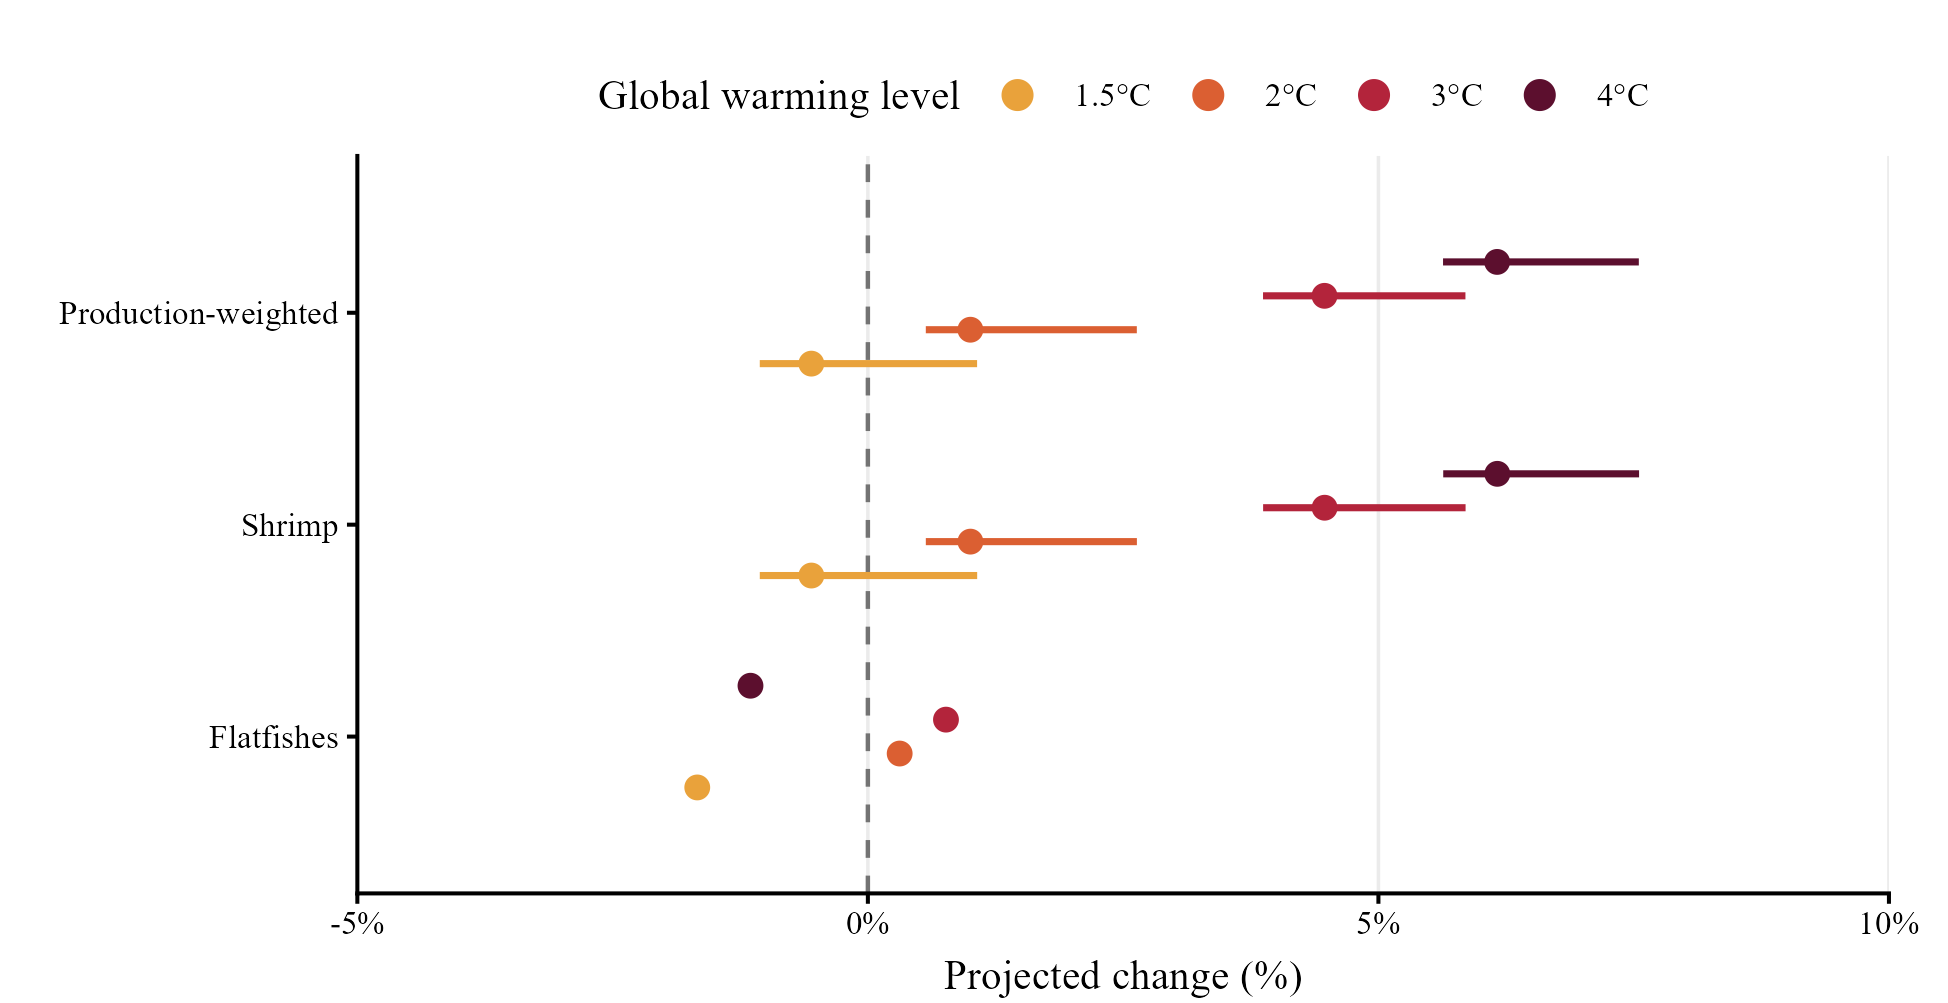 Global warming level 1.5°C 2°C 3°C 4°C
Production-weighted
Shrimp
Flatfishes
-5% 0% 5% 10%
Projected change (%)